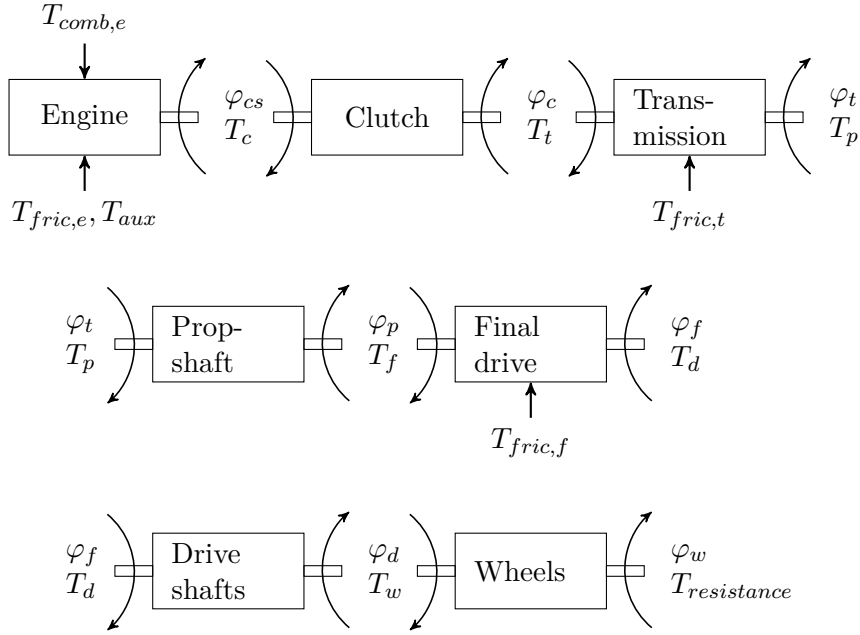 T_{comb,e}
Engine
φ_{cs}
T_c
Clutch
φ_c
T_t
Trans-
mission
φ_t
T_p
T_{fric,e}, T_{aux}
T_{fric,t}
φ_t
T_p
Prop-
shaft
φ_p
T_f
Final
drive
φ_f
T_d
T_{fric,f}
φ_f
T_d
Drive
shafts
φ_d
T_w
Wheels
φ_w
T_{resistance}